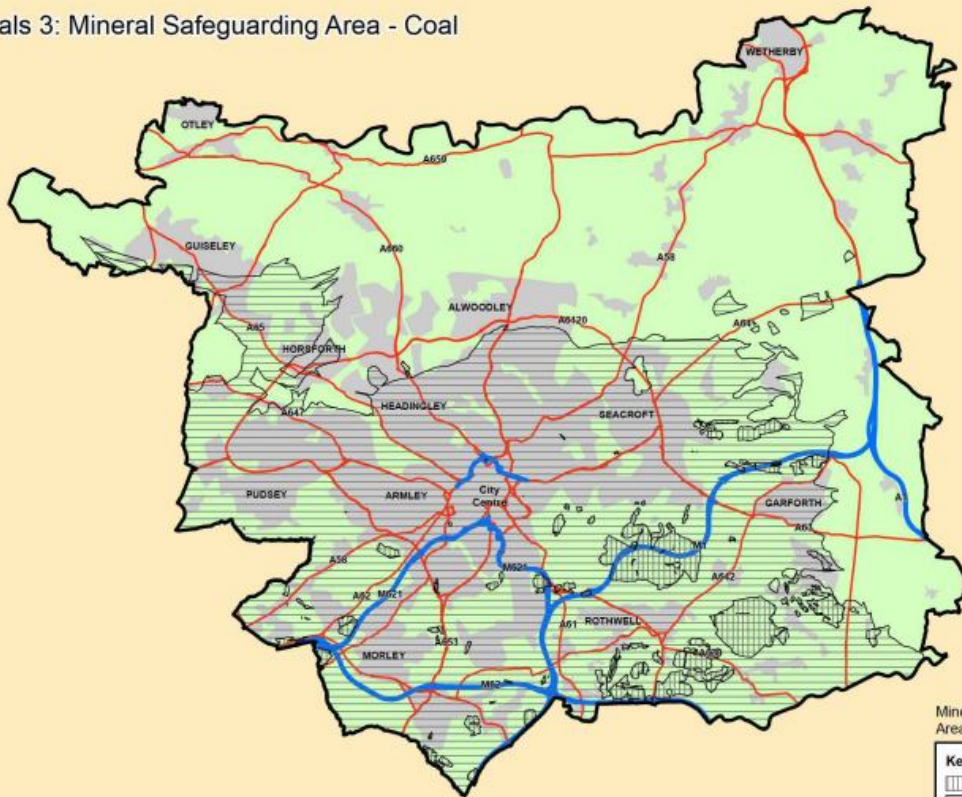 als 3: Mineral Safeguarding Area - Coal
WETHERBY
OTLEY
A659
GUISELEY
A660
A58
ALWOODLEY
A65
A6120
A64
HORSFORTH
HEADINGLEY
SEACROFT
A647
PUDSEY
ARMLEY
City
Centre
GARFORTH
A1
A63
M1
A58
M621
A642
A62 M621
A61
ROTHWELL
A653
MORLEY
M62
Mine
Area
Ke